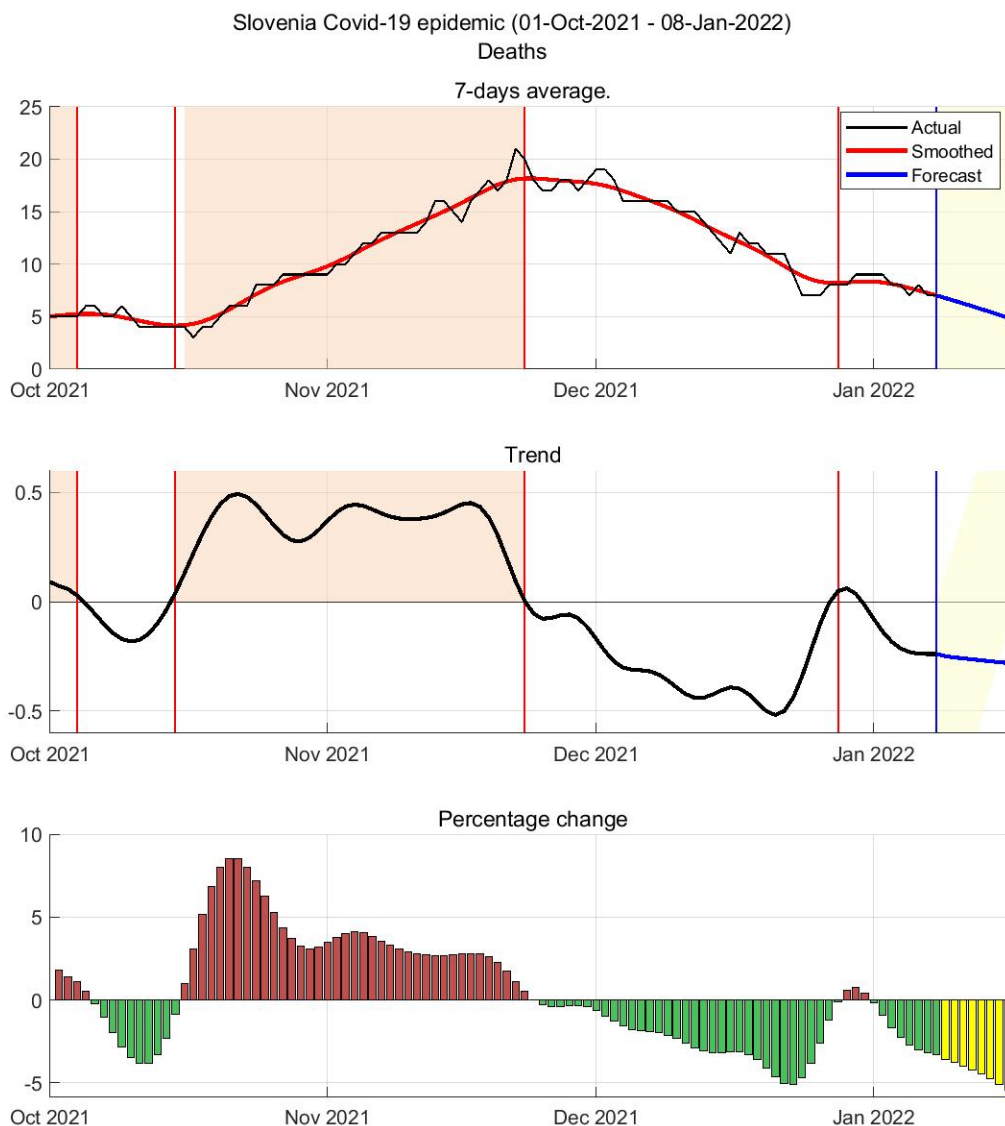 Slovenia Covid-19 epidemic (01-Oct-2021 - 08-Jan-2022)
Deaths
7-days average.
25
20
15
10
5
0
Actual
Smoothed
Forecast
Oct 2021
Nov 2021
Dec 2021
Jan 2022
Trend
0.5
0
-0.5
Oct 2021
Nov 2021
Dec 2021
Jan 2022
Percentage change
10
5
0
-5
Oct 2021
Nov 2021
Dec 2021
Jan 2022